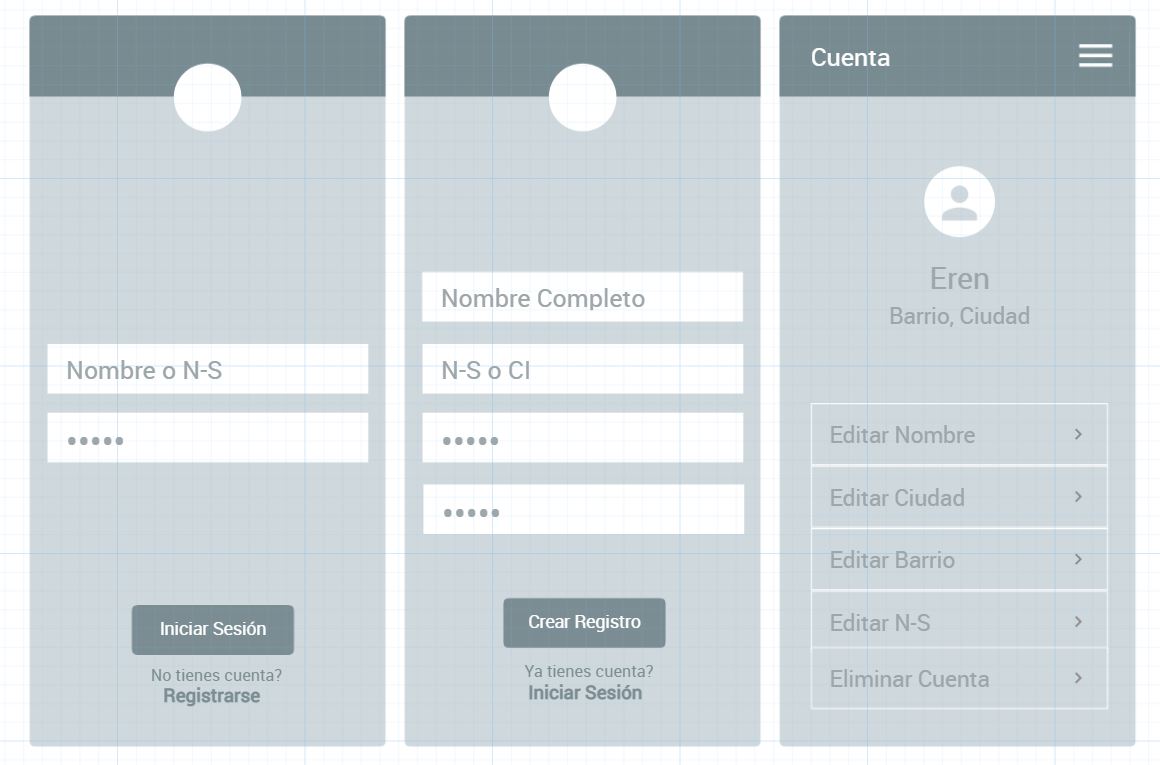 Nombre o N-S
•••••
Iniciar Sesión
No tienes cuenta?
Registrarse
Nombre Completo
N-S o CI
•••••
•••••
Crear Registro
Ya tienes cuenta?
Iniciar Sesión
Cuenta
Eren
Barrio, Ciudad
Editar Nombre
Editar Ciudad
Editar Barrio
Editar N-S
Eliminar Cuenta